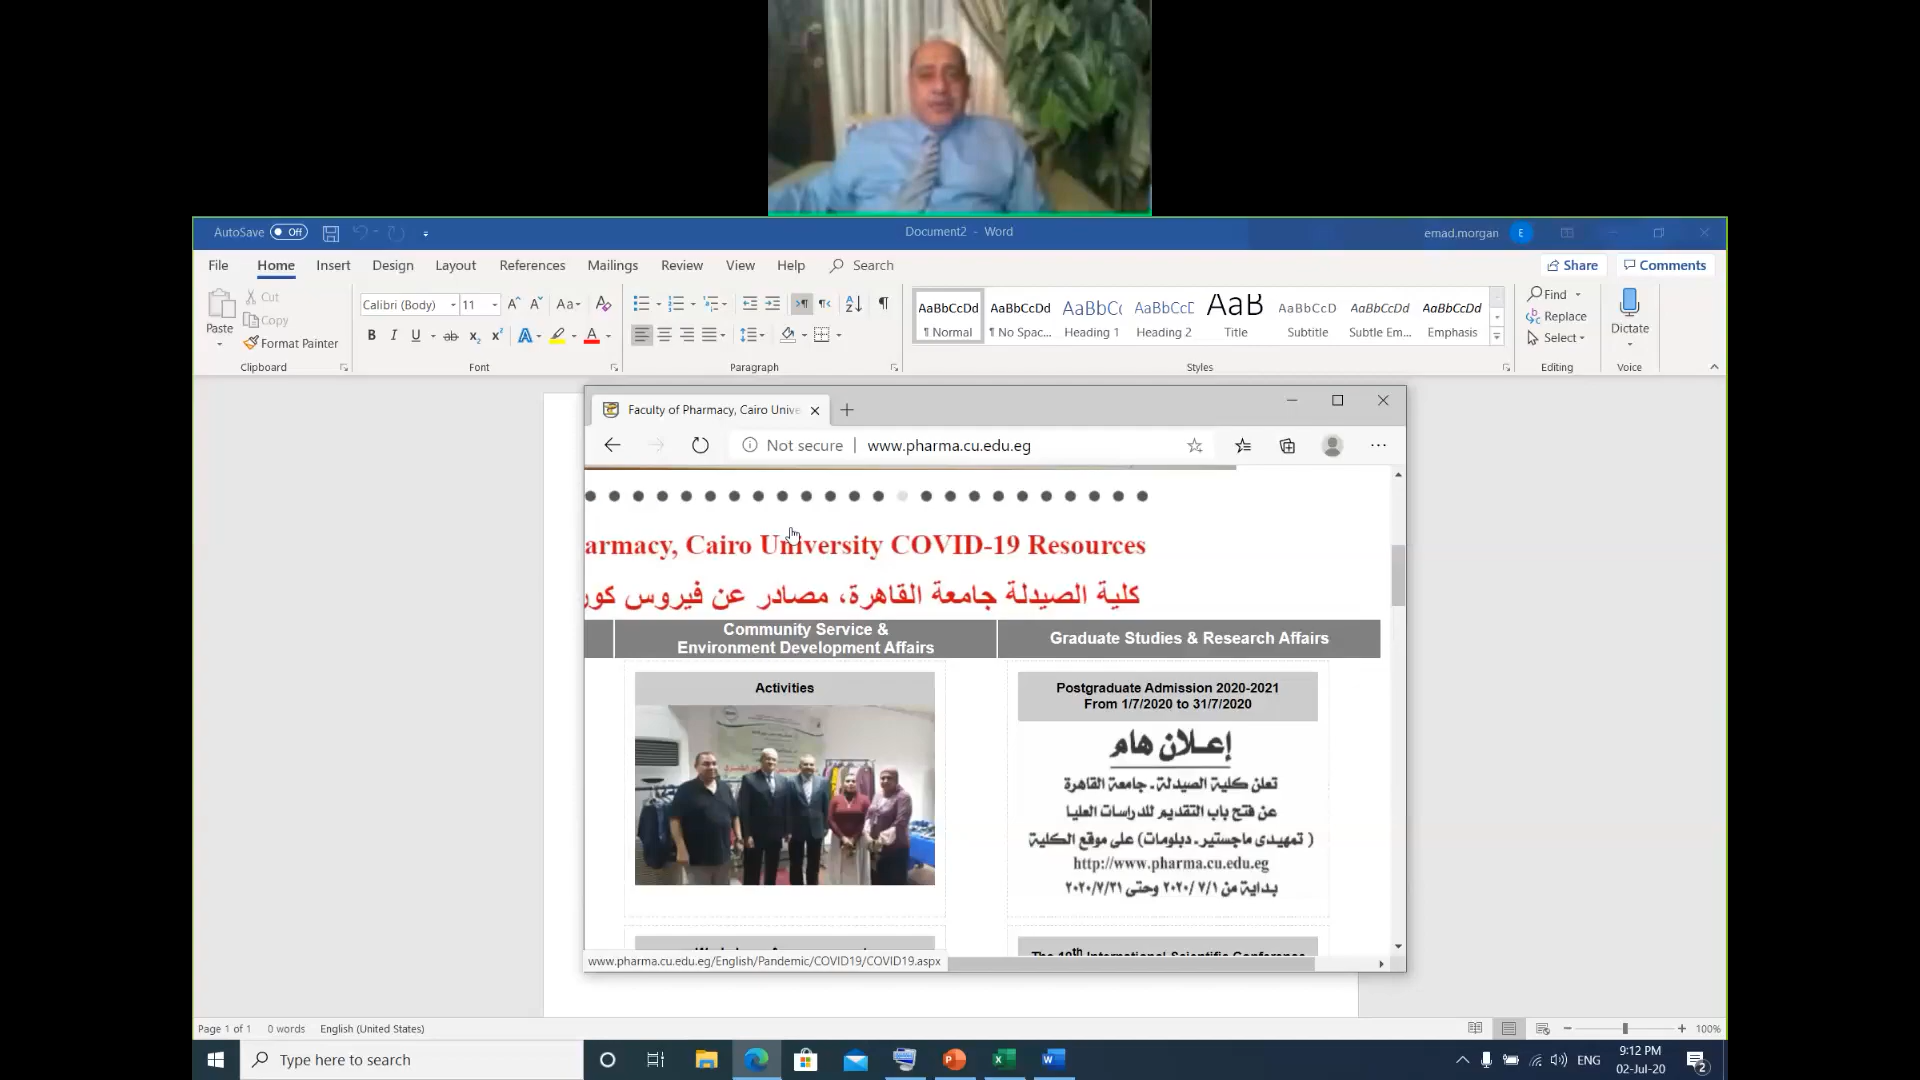 AutoSave Off
Document2 - Word
emad.morgan E
File Home Insert Design Layout References Mailings Review View Help Search
Share Comments
Paste
Cut
Copy
Format Painter
Clipboard
Calibri (Body) 11
Font
Paragraph
AaBbCcDd AaBbCcDd AaBbC( AaBbCcE AaB AaBbCcD AaBbCcDd AaBbCcDd
¶ Normal ¶ No Spac... Heading 1 Heading 2 Title Subtitle Subtle Em... Emphasis
Styles
Find
Replace
Select
Editing
Dictate
Voice
Faculty of Pharmacy, Cairo Unive
Not secure | www.pharma.cu.edu.eg
armacy, Cairo University COVID-19 Resources
كلية الصيدلة جامعة القاهرة، مصادر عن فيروس كور
Community Service &
Environment Development Affairs
Graduate Studies & Research Affairs
Activities
Postgraduate Admission 2020-2021
From 1/7/2020 to 31/7/2020
إعلان هام
تعلن كلية الصيدلة - جامعة القاهرة
عن فتح باب التقديم للدراسات العليا
( تمهيدى ماجستير - دبلومات) على موقع الكلية
http://www.pharma.cu.edu.eg
بداية من ٢٠٢٠/٧/١ وحتى ٢٠٢٠/٧/٣١
The 10th International Scientific Conference
www.pharma.cu.edu.eg/English/Pandemic/COVID19/COVID19.aspx
Page 1 of 1 0 words English (United States)
100%
Type here to search
ENG
9:12 PM
02-Jul-20
2